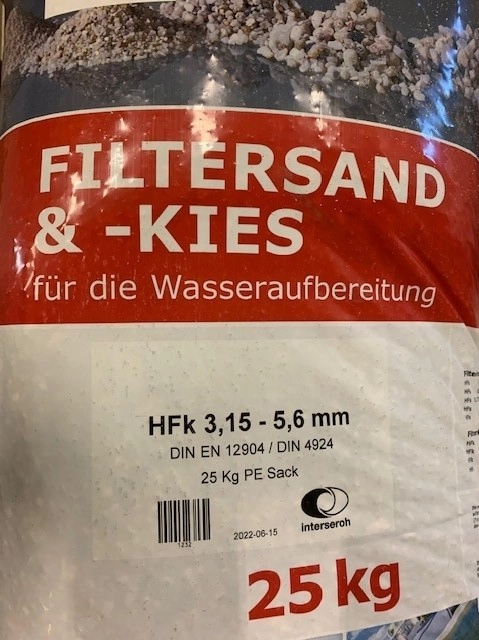 FILTERSAND
& -KIES
für die Wasseraufbereitung
HFk 3,15 - 5,6 mm
DIN EN 12904 / DIN 4924
25 Kg PE Sack
1252
2022-06-15
interseroh
25 kg